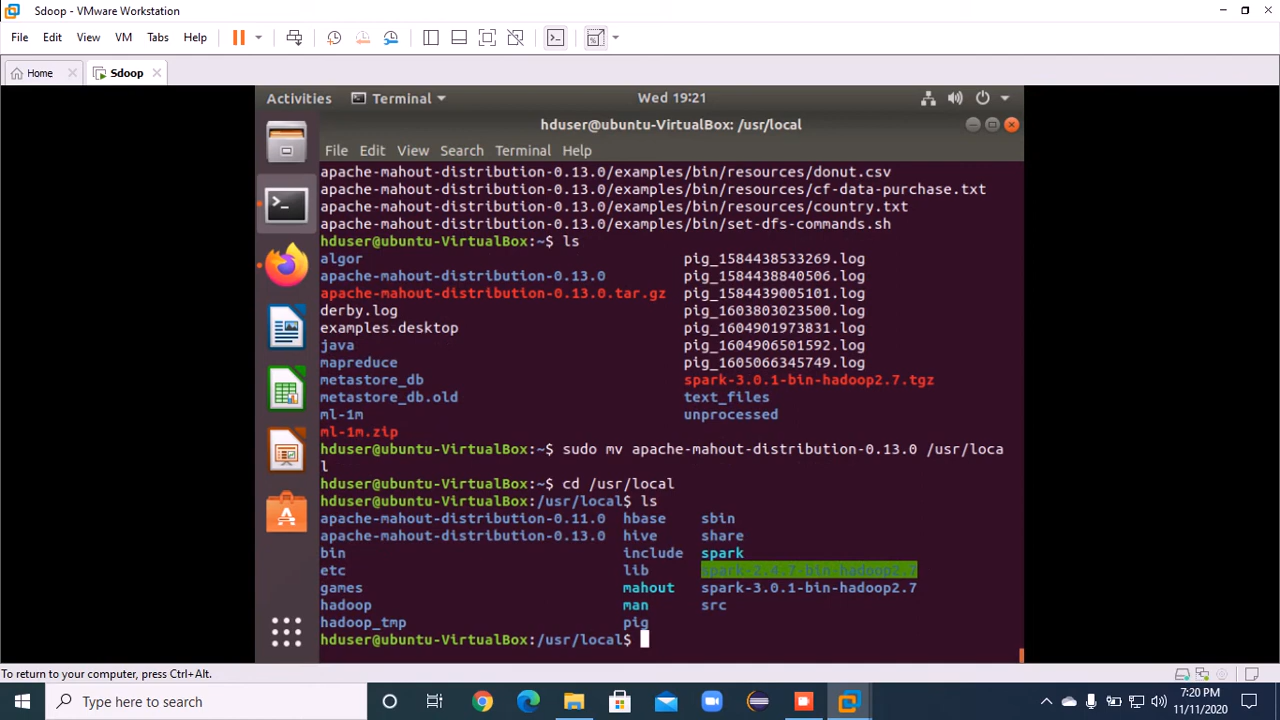 Sdoop - VMware Workstation
File Edit View VM Tabs Help
Home Sdoop
Activities Terminal Wed 19:21
hduser@ubuntu-VirtualBox: /usr/local
File Edit View Search Terminal Help
apache-mahout-distribution-0.13.0/examples/bin/resources/donut.csv
apache-mahout-distribution-0.13.0/examples/bin/resources/cf-data-purchase.txt
apache-mahout-distribution-0.13.0/examples/bin/resources/country.txt
apache-mahout-distribution-0.13.0/examples/bin/set-dfs-commands.sh
hduser@ubuntu-VirtualBox:~$ ls
algor pig_1584438533269.log
apache-mahout-distribution-0.13.0 pig_1584438840506.log
apache-mahout-distribution-0.13.0.tar.gz pig_1584439005101.log
derby.log pig_1603803023500.log
examples.desktop pig_1604901973831.log
java pig_1604906501592.log
mapreduce pig_1605066345749.log
metastore_db spark-3.0.1-bin-hadoop2.7.tgz
metastore_db.old text_files
ml-1m unprocessed
ml-1m.zip
hduser@ubuntu-VirtualBox:~$ sudo mv apache-mahout-distribution-0.13.0 /usr/loca
l
hduser@ubuntu-VirtualBox:~$ cd /usr/local
hduser@ubuntu-VirtualBox:/usr/local$ ls
apache-mahout-distribution-0.11.0 hbase sbin
apache-mahout-distribution-0.13.0 hive share
bin include spark
etc lib spark-2.4.7-bin-hadoop2.7
games mahout spark-3.0.1-bin-hadoop2.7
hadoop man src
hadoop_tmp pig
hduser@ubuntu-VirtualBox:/usr/local$
To return to your computer, press Ctrl+Alt.
Type here to search
7:20 PM
11/11/2020